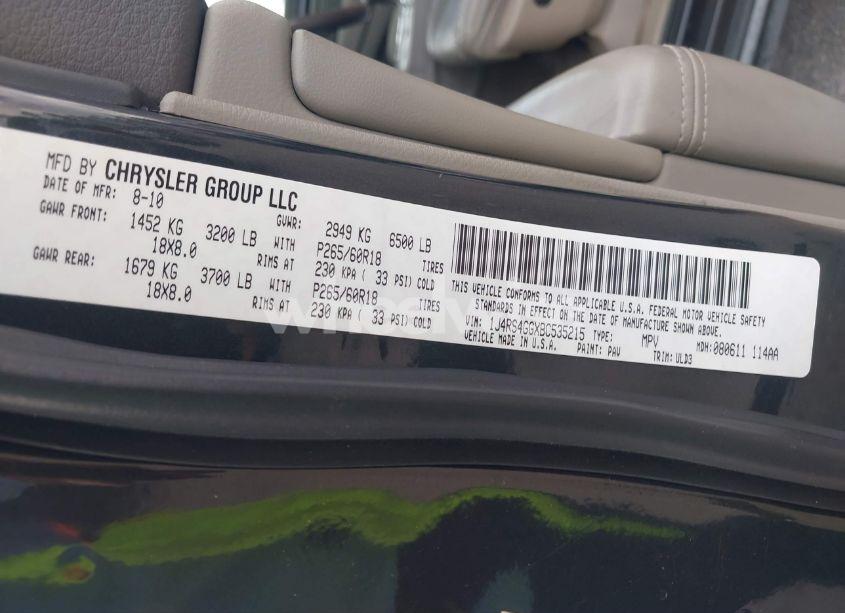 MFD BY CHRYSLER GROUP LLC
DATE OF MFR: 8-10 GVWR: 2949 KG 6500 LB
GAWR FRONT: 1452 KG 3200 LB WITH P265/60R18 TIRES
18X8.0 RIMS AT 230 KPA ( 33 PSI) COLD
GAWR REAR: 1679 KG 3700 LB WITH P265/60R18 TIRES
18X8.0 RIMS AT 230 KPA ( 33 PSI) COLD
THIS VEHICLE CONFORMS TO ALL APPLICABLE U.S.A. FEDERAL MOTOR VEHICLE SAFETY
STANDARDS IN EFFECT ON THE DATE OF MANUFACTURE SHOWN ABOVE.
VIN: 1J4RS4GGXBC535215 TYPE: MPV MDH: 080611 114AA
VEHICLE MADE IN U.S.A. PAINT: PAV TRIM: ULD3